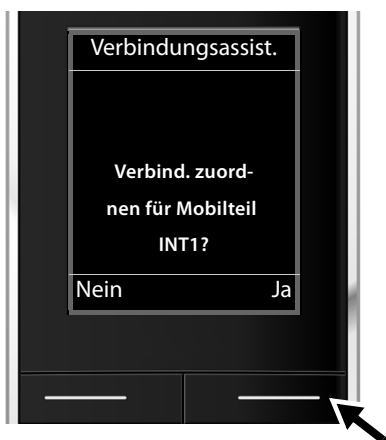 Verbindungsassist.
Verbind. zuord-
nen für Mobilteil
INT1?
Nein Ja